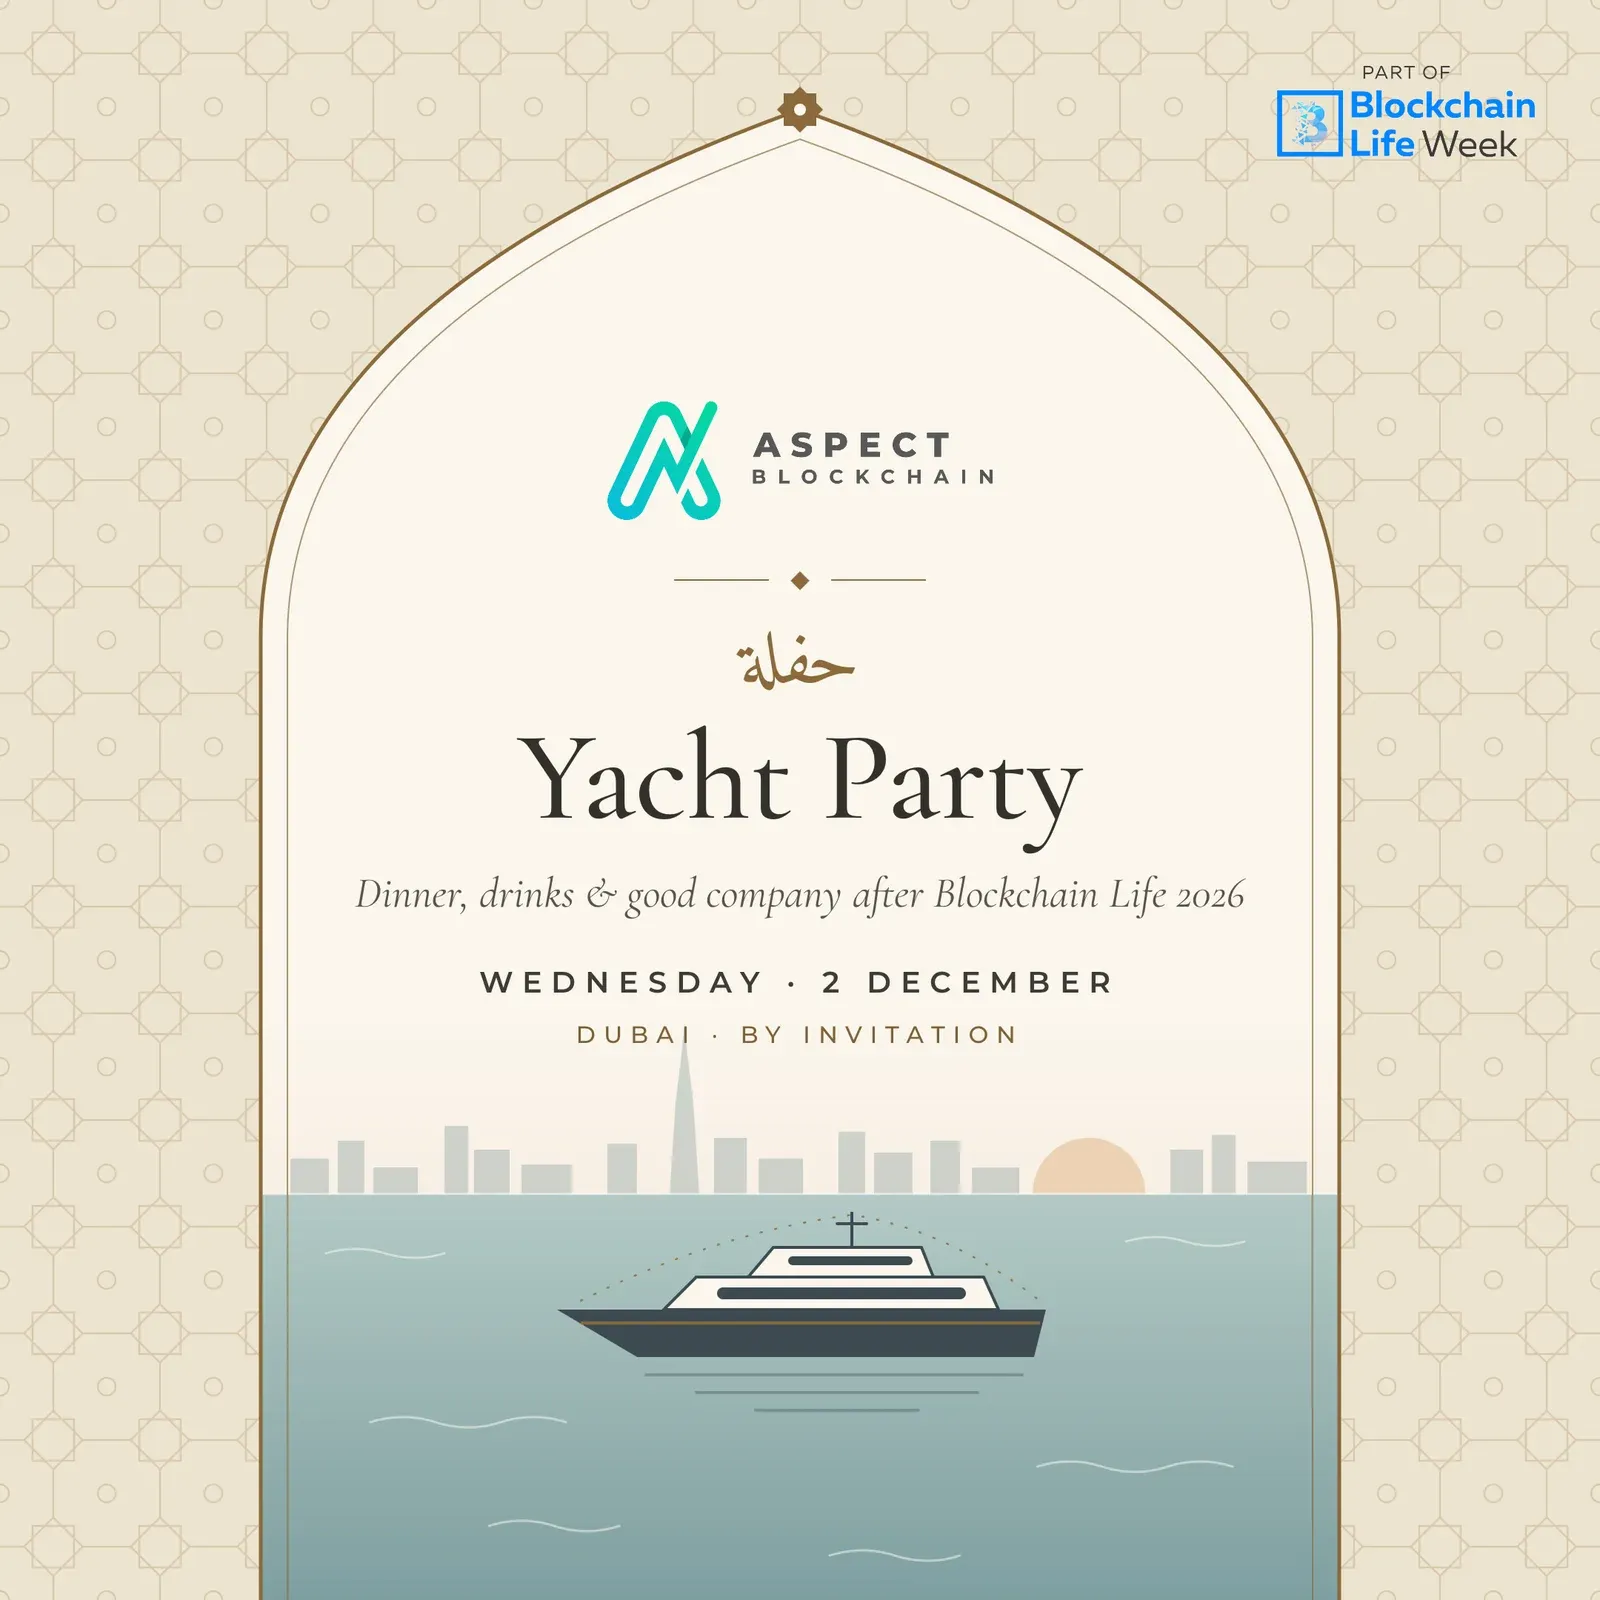 PART OF
Blockchain
Life Week
ASPECT
BLOCKCHAIN
حفلة
Yacht Party
Dinner, drinks & good company after Blockchain Life 2026
WEDNESDAY · 2 DECEMBER
DUBAI · BY INVITATION